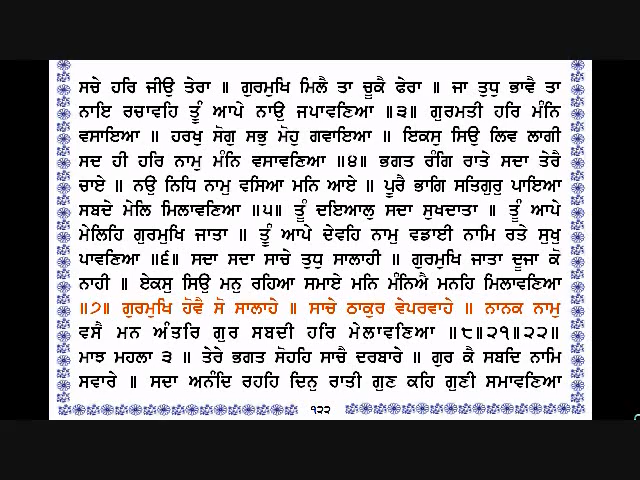 ਸਚੇ ਹਰਿ ਜੀਉ ਤੇਰਾ ॥ ਗੁਰਮੁਖਿ ਮਿਲੈ ਤਾ ਚੂਕੈ ਫੇਰਾ ॥ ਜਾ ਤੁਧੁ ਭਾਵੈ ਤਾ
ਨਾਇ ਰਚਾਵਹਿ ਤੂੰ ਆਪੇ ਨਾਉ ਜਪਾਵਣਿਆ ॥੩॥ ਗੁਰਮਤੀ ਹਰਿ ਮੰਨਿ
ਵਸਾਇਆ ॥ ਹਰਖੁ ਸੋਗੁ ਸਭੁ ਮੋਹੁ ਗਵਾਇਆ ॥ ਇਕਸੁ ਸਿਉ ਲਿਵ ਲਾਗੀ
ਸਦ ਹੀ ਹਰਿ ਨਾਮੁ ਮੰਨਿ ਵਸਾਵਣਿਆ ॥੪॥ ਭਗਤ ਰੰਗਿ ਰਾਤੇ ਸਦਾ ਤੇਰੈ
ਚਾਏ ॥ ਨਉ ਨਿਧਿ ਨਾਮੁ ਵਸਿਆ ਮਨਿ ਆਏ ॥ ਪੂਰੈ ਭਾਗਿ ਸਤਿਗੁਰੁ ਪਾਇਆ
ਸਬਦੇ ਮੇਲਿ ਮਿਲਾਵਣਿਆ ॥੫॥ ਤੂੰ ਦਇਆਲੁ ਸਦਾ ਸੁਖਦਾਤਾ ॥ ਤੂੰ ਆਪੇ
ਮੇਲਿਹਿ ਗੁਰਮੁਖਿ ਜਾਤਾ ॥ ਤੂੰ ਆਪੇ ਦੇਵਹਿ ਨਾਮੁ ਵਡਾਈ ਨਾਮਿ ਰਤੇ ਸੁਖੁ
ਪਾਵਣਿਆ ॥੬॥ ਸਦਾ ਸਦਾ ਸਾਚੇ ਤੁਧੁ ਸਾਲਾਹੀ ॥ ਗੁਰਮੁਖਿ ਜਾਤਾ ਦੂਜਾ ਕੋ
ਨਾਹੀ ॥ ਏਕਸੁ ਸਿਉ ਮਨੁ ਰਹਿਆ ਸਮਾਏ ਮਨਿ ਮੰਨਿਐ ਮਨਹਿ ਮਿਲਾਵਣਿਆ
॥੭॥ ਗੁਰਮੁਖਿ ਹੋਵੈ ਸੋ ਸਾਲਾਹੇ ॥ ਸਾਚੇ ਠਾਕੁਰ ਵੇਪਰਵਾਹੇ ॥ ਨਾਨਕ ਨਾਮੁ
ਵਸੈ ਮਨ ਅੰਤਰਿ ਗੁਰ ਸਬਦੀ ਹਰਿ ਮੇਲਾਵਣਿਆ ॥੮॥੨੧॥੨੨॥
ਮਾਝ ਮਹਲਾ ੩ ॥ ਤੇਰੇ ਭਗਤ ਸੋਹਹਿ ਸਾਚੈ ਦਰਬਾਰੇ ॥ ਗੁਰ ਕੈ ਸਬਦਿ ਨਾਮਿ
ਸਵਾਰੇ ॥ ਸਦਾ ਅਨੰਦਿ ਰਹਹਿ ਦਿਨੁ ਰਾਤੀ ਗੁਣ ਕਹਿ ਗੁਣੀ ਸਮਾਵਣਿਆ
੧੨੨